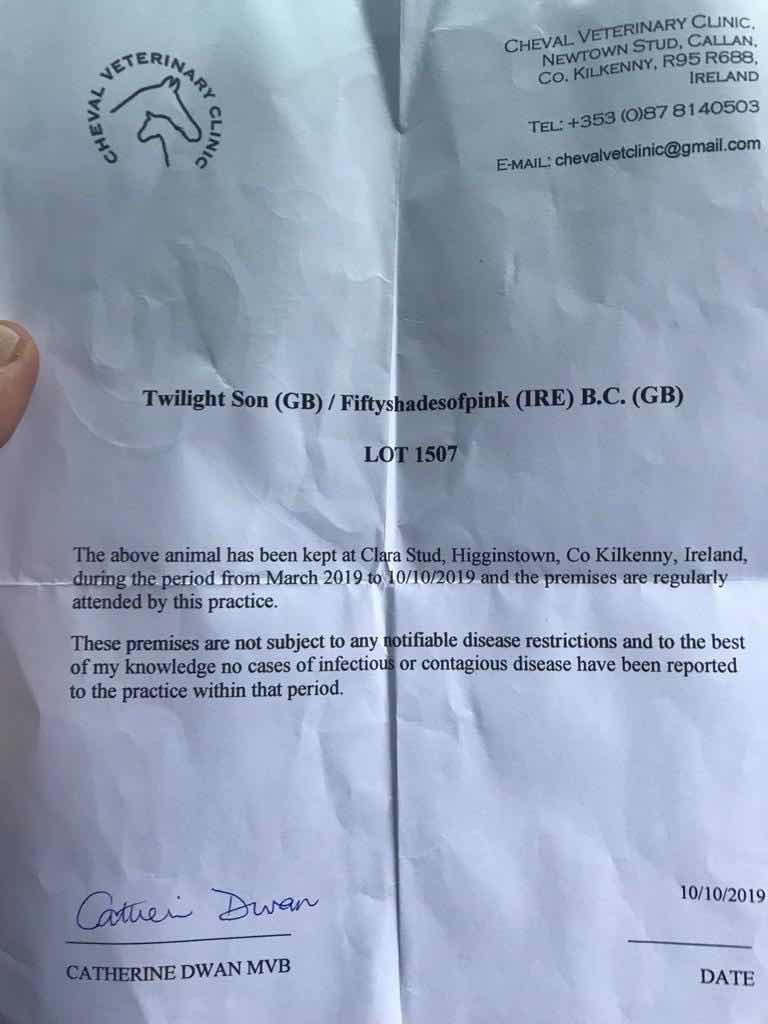 CHEVAL VETERINARY CLINIC
CHEVAL VETERINARY CLINIC,
NEWTOWN STUD, CALLAN,
CO. KILKENNY, R95 R688,
IRELAND
TEL: +353 (0)87 8140503
E-MAIL: chevalvetclinic@gmail.com
Twilight Son (GB) / Fiftyshadesofpink (IRE) B.C. (GB)
LOT 1507
The above animal has been kept at Clara Stud, Higginstown, Co Kilkenny, Ireland,
during the period from March 2019 to 10/10/2019 and the premises are regularly
attended by this practice.
These premises are not subject to any notifiable disease restrictions and to the best
of my knowledge no cases of infectious or contagious disease have been reported
to the practice within that period.
Catherine Dwan
10/10/2019
CATHERINE DWAN MVB
DATE